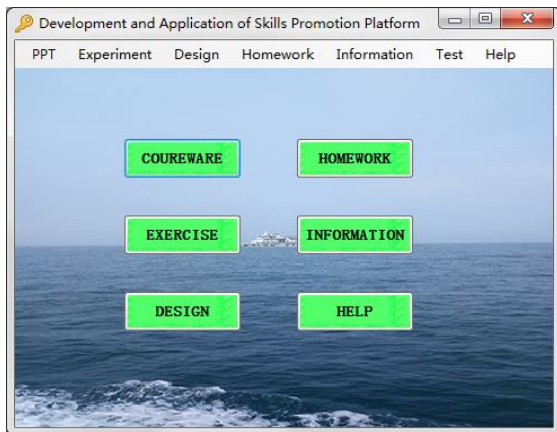 Development and Application of Skills Promotion Platform
PPT Experiment Design Homework Information Test Help
COUREWARE HOMEWORK
EXERCISE INFORMATION
DESIGN HELP